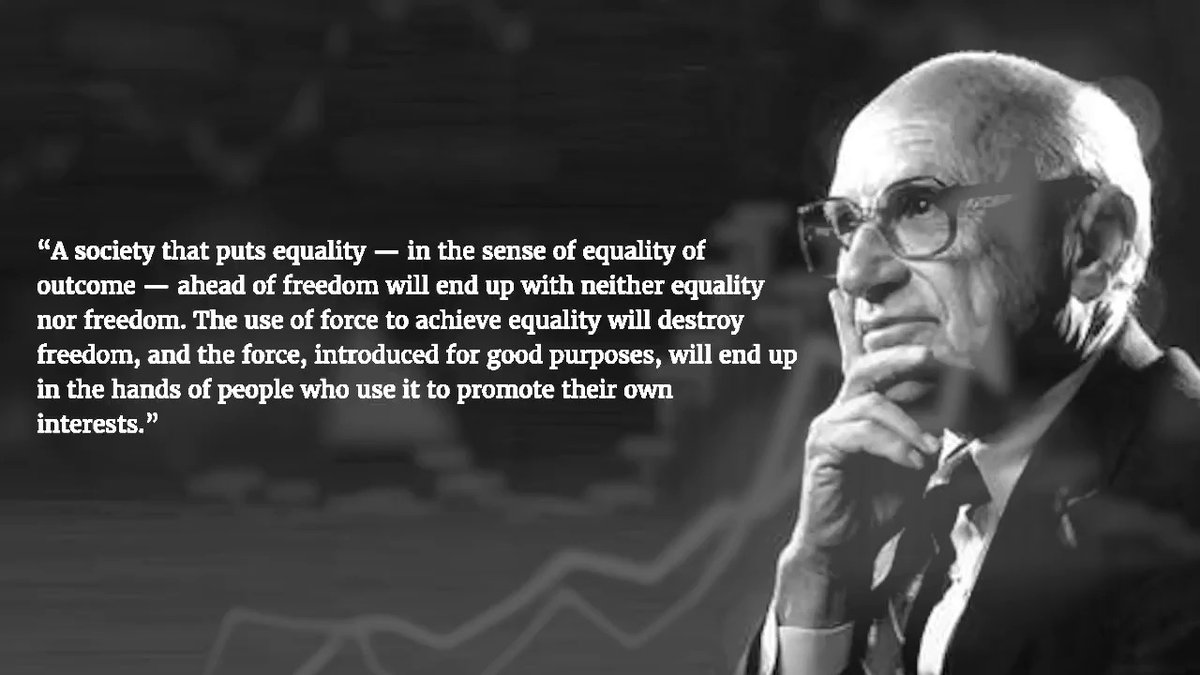 “A society that puts equality — in the sense of equality of
outcome — ahead of freedom will end up with neither equality
nor freedom. The use of force to achieve equality will destroy
freedom, and the force, introduced for good purposes, will end up
in the hands of people who use it to promote their own
interests.”